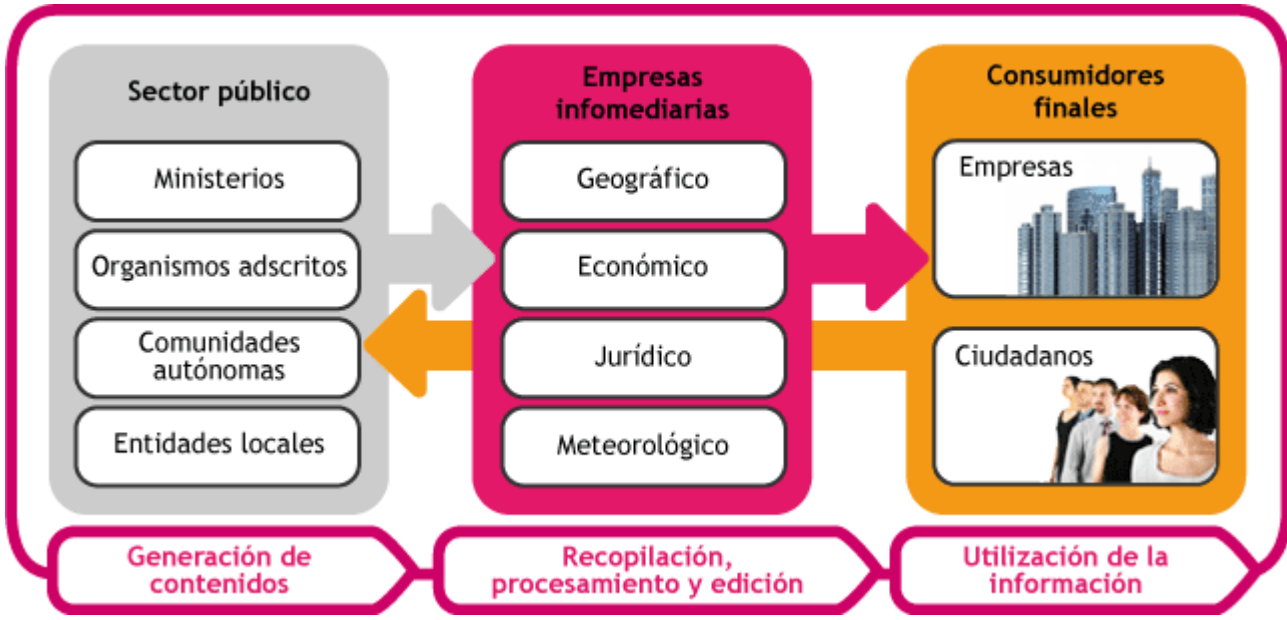 Sector público
Ministerios
Organismos adscritos
Comunidades
autónomas
Entidades locales
Empresas
infomediarias
Geográfico
Económico
Jurídico
Meteorológico
Consumidores
finales
Empresas
Ciudadanos
Generación de
contenidos
Recopilación,
procesamiento y edición
Utilización de la
información